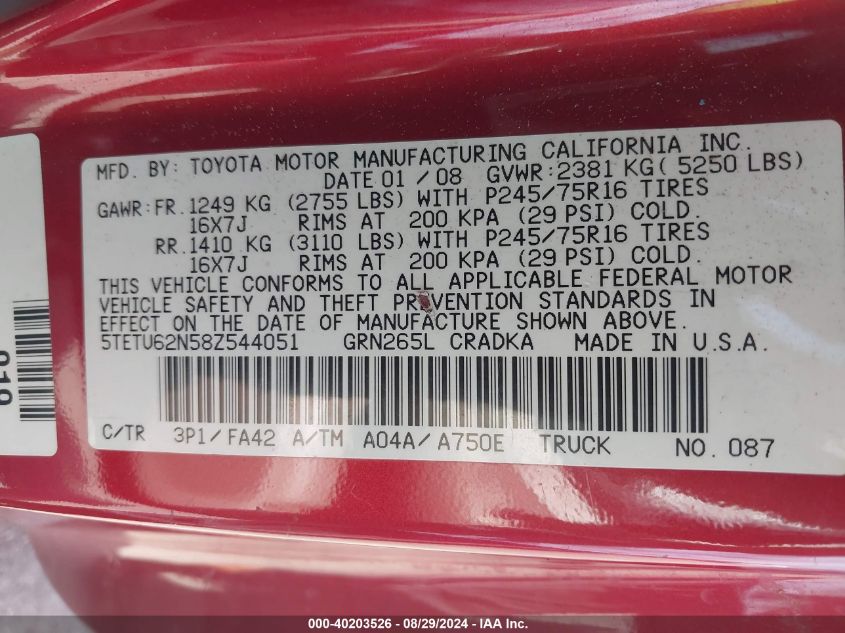 MFD. BY: TOYOTA MOTOR MANUFACTURING CALIFORNIA INC.
DATE 01 / 08 GVWR: 2381 KG( 5250 LBS)
GAWR: FR. 1249 KG (2755 LBS) WITH P245/75R16 TIRES
16X7J RIMS AT 200 KPA (29 PSI) COLD.
RR. 1410 KG (3110 LBS) WITH P245/75R16 TIRES
16X7J RIMS AT 200 KPA (29 PSI) COLD.
THIS VEHICLE CONFORMS TO ALL APPLICABLE FEDERAL MOTOR
VEHICLE SAFETY AND THEFT PREVENTION STANDARDS IN
EFFECT ON THE DATE OF MANUFACTURE SHOWN ABOVE.
5TETU62N58Z544051 GRN265L CRADKA MADE IN U.S.A.
C/TR 3P1/FA42 A/TM A04A/A750E TRUCK NO. 087
000-40203526 - 08/29/2024 - IAA Inc.